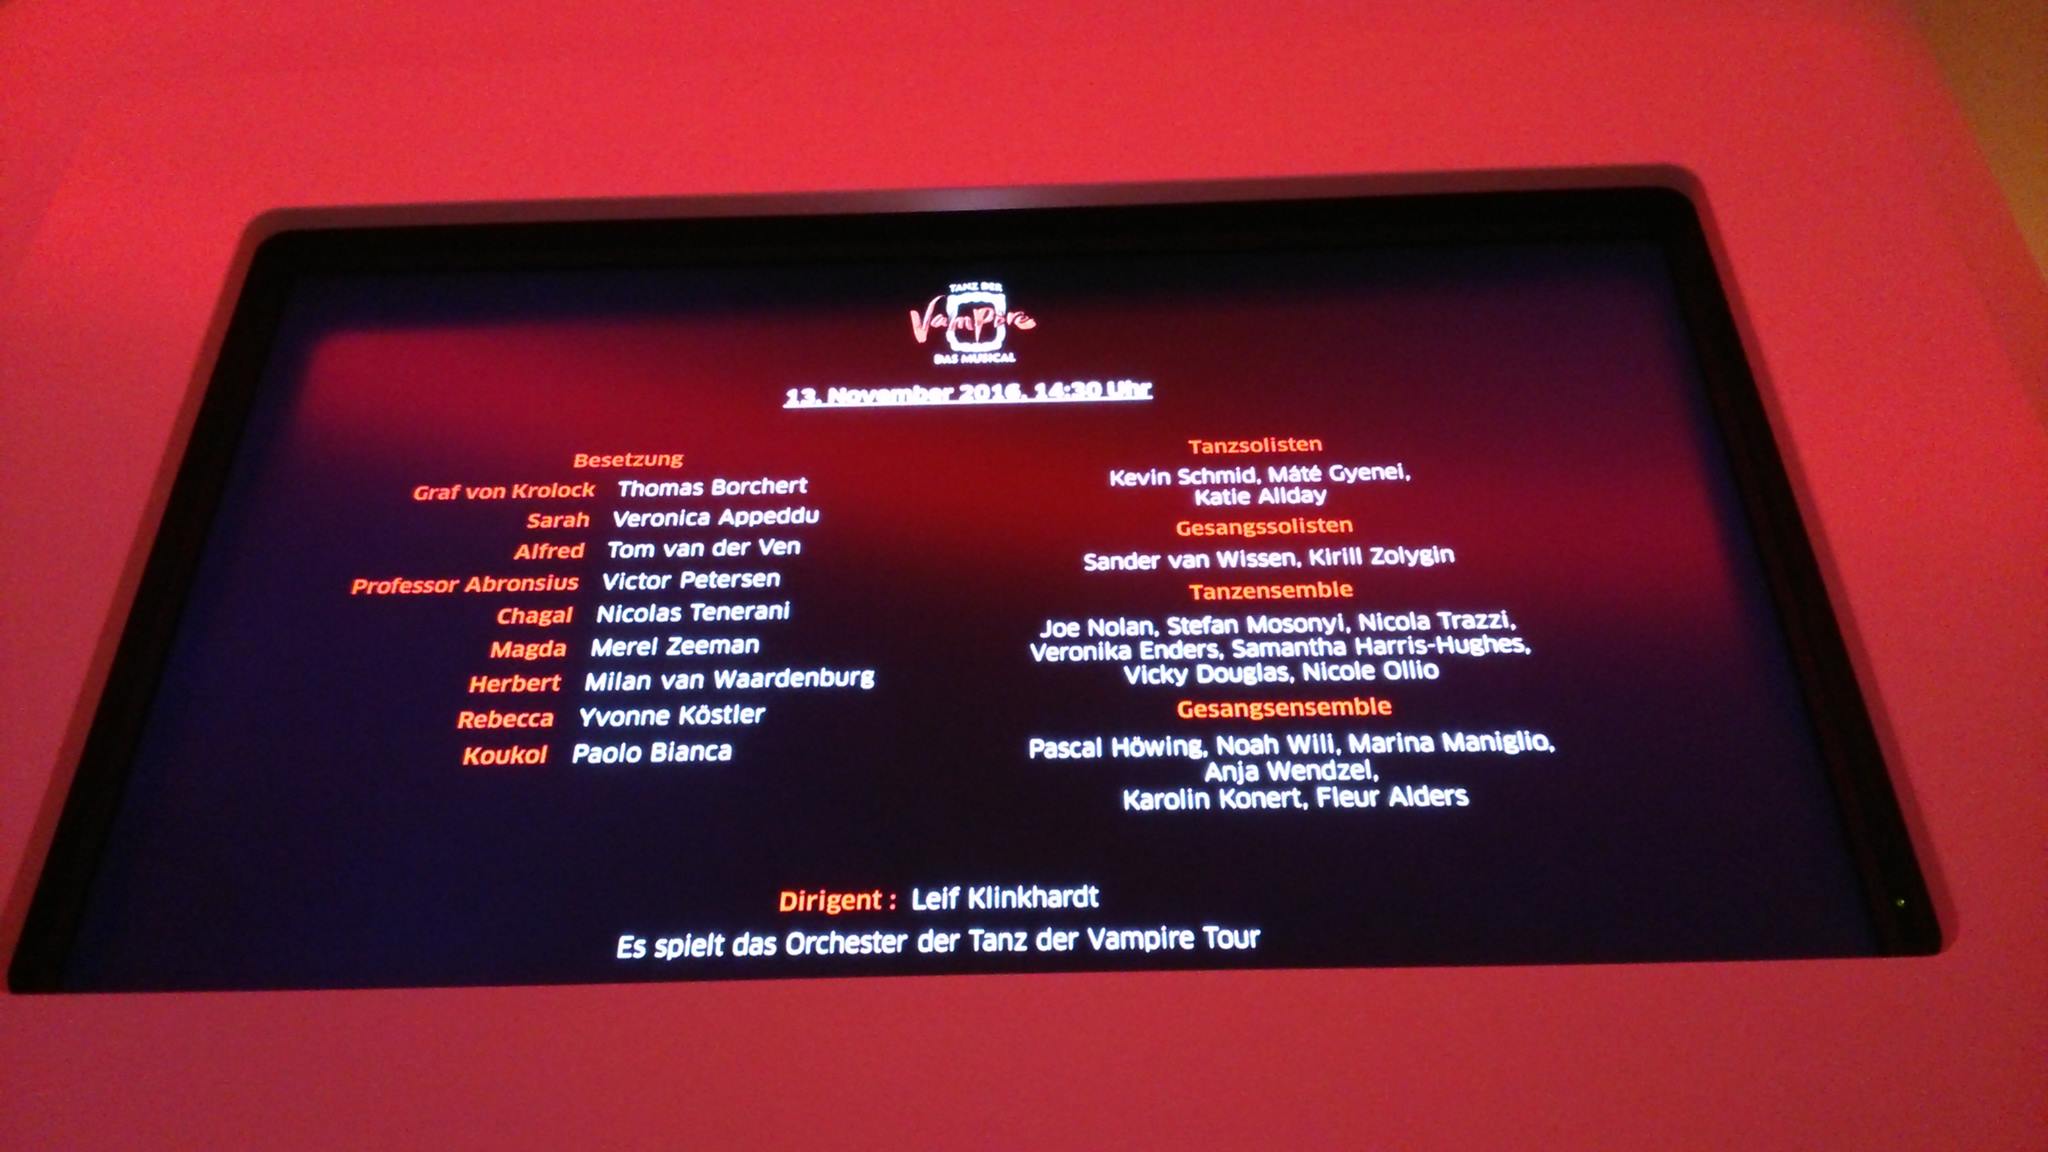 TANZ DER
Vampire
DAS MUSICAL
13. November 2016, 14:30 Uhr
Besetzung
Graf von Krolock Thomas Borchert
Sarah Veronica Appeddu
Alfred Tom van der Ven
Professor Abronsius Victor Petersen
Chagal Nicolas Tenerani
Magda Merel Zeeman
Herbert Milan van Waardenburg
Rebecca Yvonne Köstler
Koukol Paolo Bianca
Tanzsolisten
Kevin Schmid, Máté Gyenei,
Katie Allday
Gesangssolisten
Sander van Wissen, Kirill Zolygin
Tanzensemble
Joe Nolan, Stefan Mosonyi, Nicola Trazzi,
Veronika Enders, Samantha Harris-Hughes,
Vicky Douglas, Nicole Ollio
Gesangsensemble
Pascal Höwing, Noah Wili, Marina Maniglio,
Anja Wendzel,
Karolin Konert, Fleur Alders
Dirigent : Leif Klinkhardt
Es spielt das Orchester der Tanz der Vampire Tour